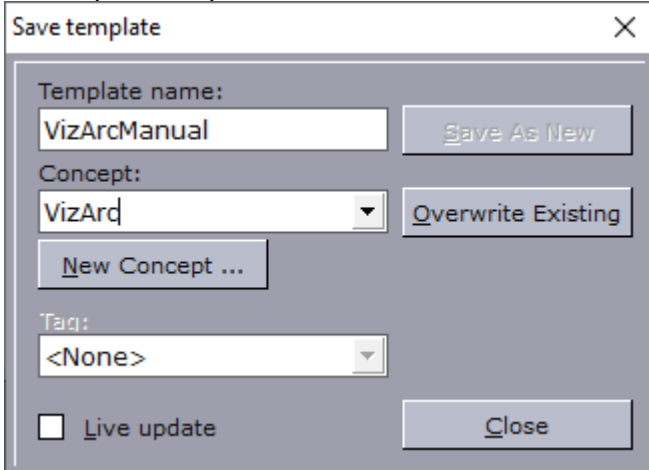 Save template
Template name:
VizArcManual
Save As New
Concept:
VizArc
Overwrite Existing
New Concept ...
Tag:
<None>
Live update
Close